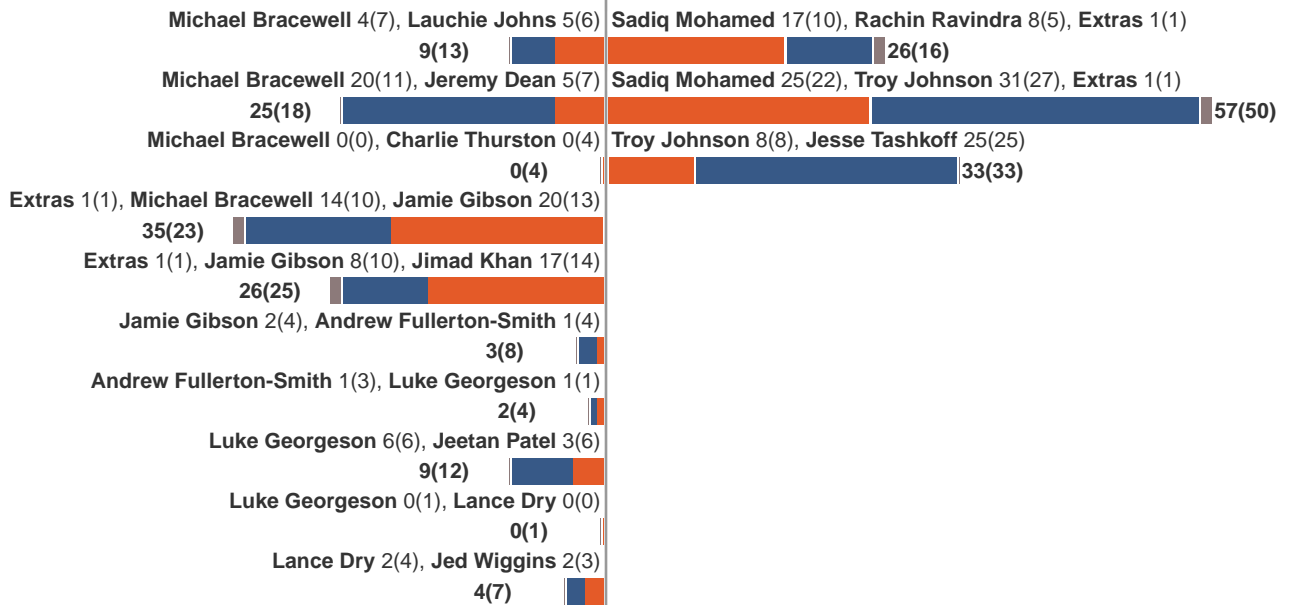 Michael Bracewell 4(7), Lauchie Johns 5(6) Sadiq Mohamed 17(10), Rachin Ravindra 8(5), Extras 1(1)
9(13) 26(16)
Michael Bracewell 20(11), Jeremy Dean 5(7) Sadiq Mohamed 25(22), Troy Johnson 31(27), Extras 1(1)
25(18) 57(50)
Michael Bracewell 0(0), Charlie Thurston 0(4) Troy Johnson 8(8), Jesse Tashkoff 25(25)
0(4) 33(33)
Extras 1(1), Michael Bracewell 14(10), Jamie Gibson 20(13)
35(23)
Extras 1(1), Jamie Gibson 8(10), Jimad Khan 17(14)
26(25)
Jamie Gibson 2(4), Andrew Fullerton-Smith 1(4)
3(8)
Andrew Fullerton-Smith 1(3), Luke Georgeson 1(1)
2(4)
Luke Georgeson 6(6), Jeetan Patel 3(6)
9(12)
Luke Georgeson 0(1), Lance Dry 0(0)
0(1)
Lance Dry 2(4), Jed Wiggins 2(3)
4(7)